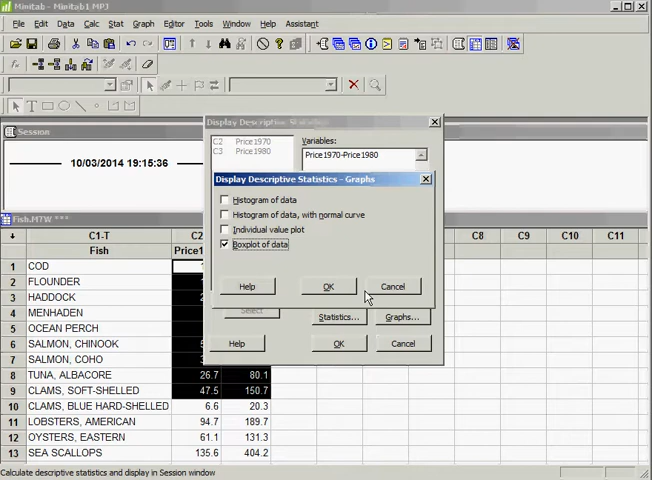 Minitab - Minitab1.MPJ
File Edit Data Calc Stat Graph Editor Tools Window Help Assistant
Session
10/03/2014 19:15:36
Display Descriptive
C2 Price1970
C3 Price1980
Variables:
Price1970-Price1980
Display Descriptive Statistics - Graphs
Histogram of data
Histogram of data, with normal curve
Individual value plot
Boxplot of data
Help OK Cancel
Select
Statistics... Graphs...
Help OK Cancel
Fish.MTW ***
C1-T C2 C8 C9 C10 C11
Fish
1 COD
2 FLOUNDER
3 HADDOCK
4 MENHADEN
5 OCEAN PERCH
6 SALMON, CHINOOK
7 SALMON, COHO
8 TUNA, ALBACORE 26.7 80.1
9 CLAMS, SOFT-SHELLED 47.5 150.7
10 CLAMS, BLUE HARD-SHELLED 6.6 20.3
11 LOBSTERS, AMERICAN 94.7 189.7
12 OYSTERS, EASTERN 61.1 131.3
13 SEA SCALLOPS 135.6 404.2
Calculate descriptive statistics and display in Session window